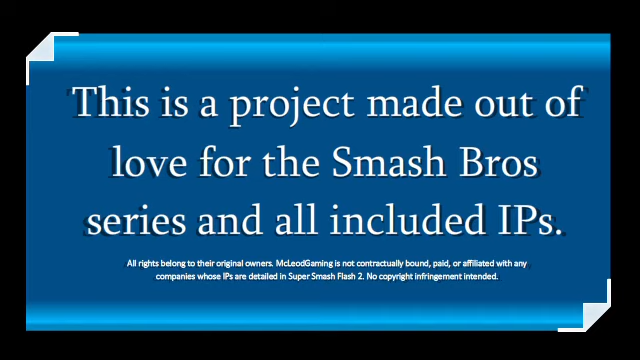 This is a project made out of
love for the Smash Bros
series and all included IPs.
All rights belong to their original owners. McLeodGaming is not contractually bound, paid, or affiliated with any
companies whose IPs are detailed in Super Smash Flash 2. No copyright infringement intended.